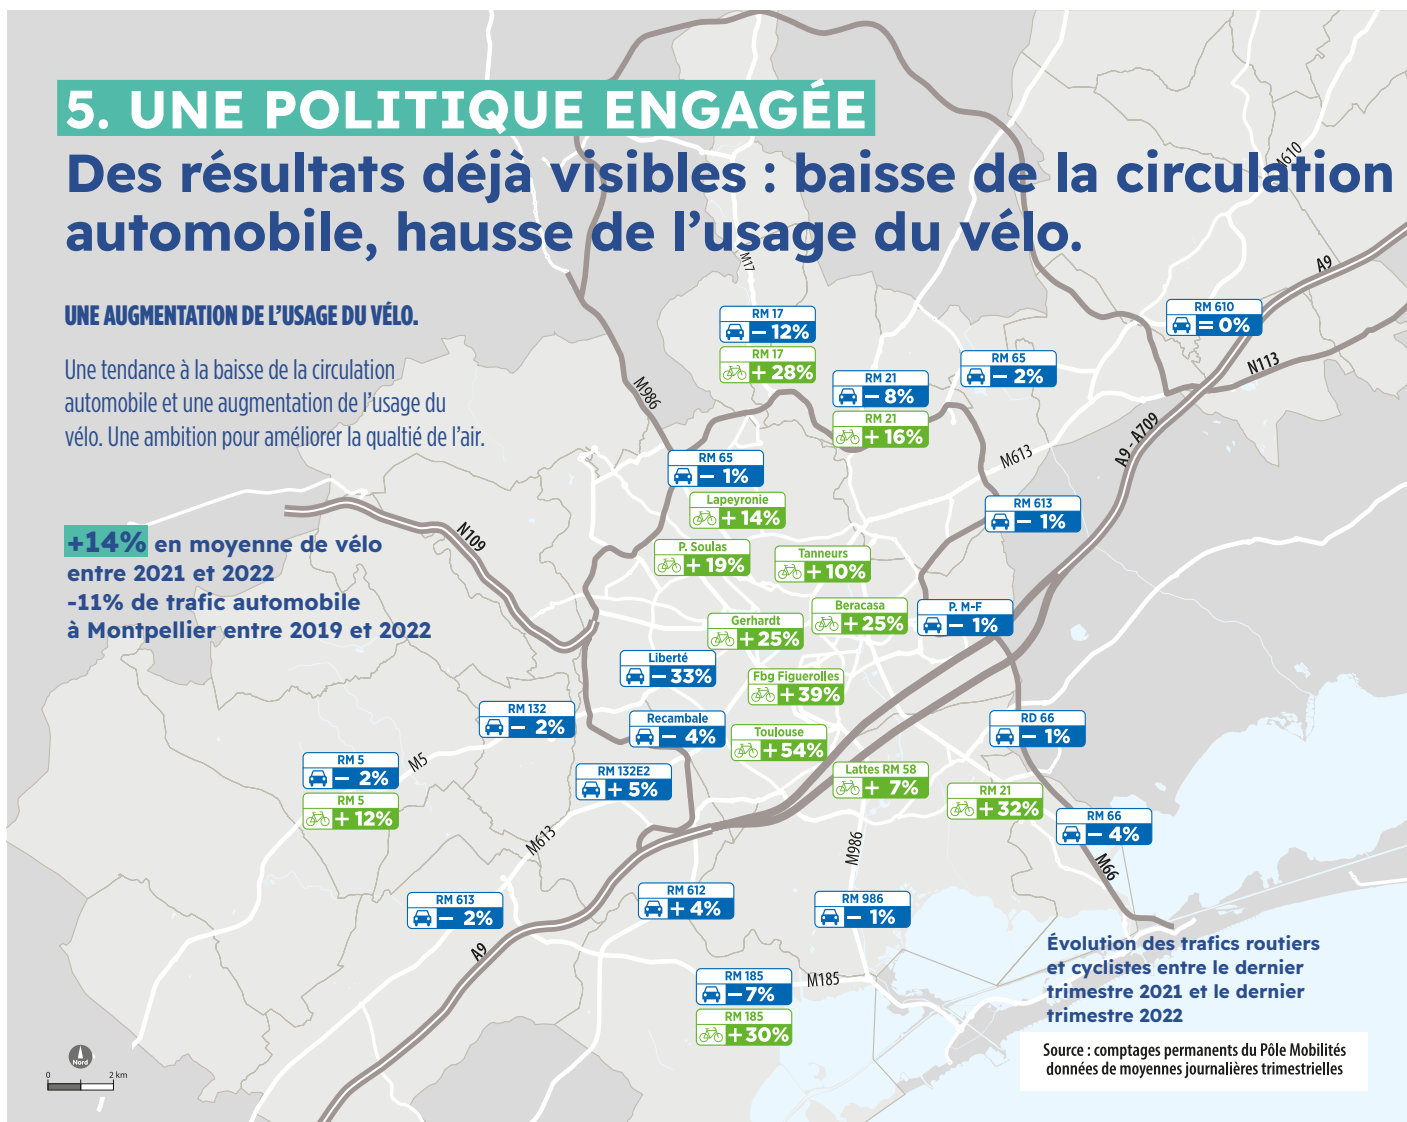 5. UNE POLITIQUE ENGAGÉE
Des résultats déjà visibles : baisse de la circulation
automobile, hausse de l’usage du vélo.
UNE AUGMENTATION DE L’USAGE DU VÉLO.
Une tendance à la baisse de la circulation
automobile et une augmentation de l’usage du
vélo. Une ambition pour améliorer la qualtié de l’air.
+14% en moyenne de vélo
entre 2021 et 2022
-11% de trafic automobile
à Montpellier entre 2019 et 2022
M610
A9
M17
RM 610
= 0%
RM 17
− 12%
RM 17
+ 28%
RM 65
− 2%
N113
RM 21
− 8%
RM 21
+ 16%
M986
A9 - A709
M613
RM 65
− 1%
Lapeyronie
+ 14%
RM 613
− 1%
N109
P. Soulas
+ 19%
Tanneurs
+ 10%
Beracasa
+ 25%
P. M-F
− 1%
Gerhardt
+ 25%
Liberté
− 33%
Fbg Figuerolles
+ 39%
RM 132
− 2%
Recambale
− 4%
Toulouse
+ 54%
RD 66
− 1%
RM 5
− 2%
M5
RM 5
+ 12%
RM 132E2
+ 5%
Lattes RM 58
+ 7%
RM 21
+ 32%
RM 66
− 4%
M613
M986
M66
RM 613
− 2%
RM 612
+ 4%
RM 986
− 1%
A9
RM 185
− 7%
M185
RM 185
+ 30%
Évolution des trafics routiers
et cyclistes entre le dernier
trimestre 2021 et le dernier
trimestre 2022
Source : comptages permanents du Pôle Mobilités
données de moyennes journalières trimestrielles
Nord
0 2 km